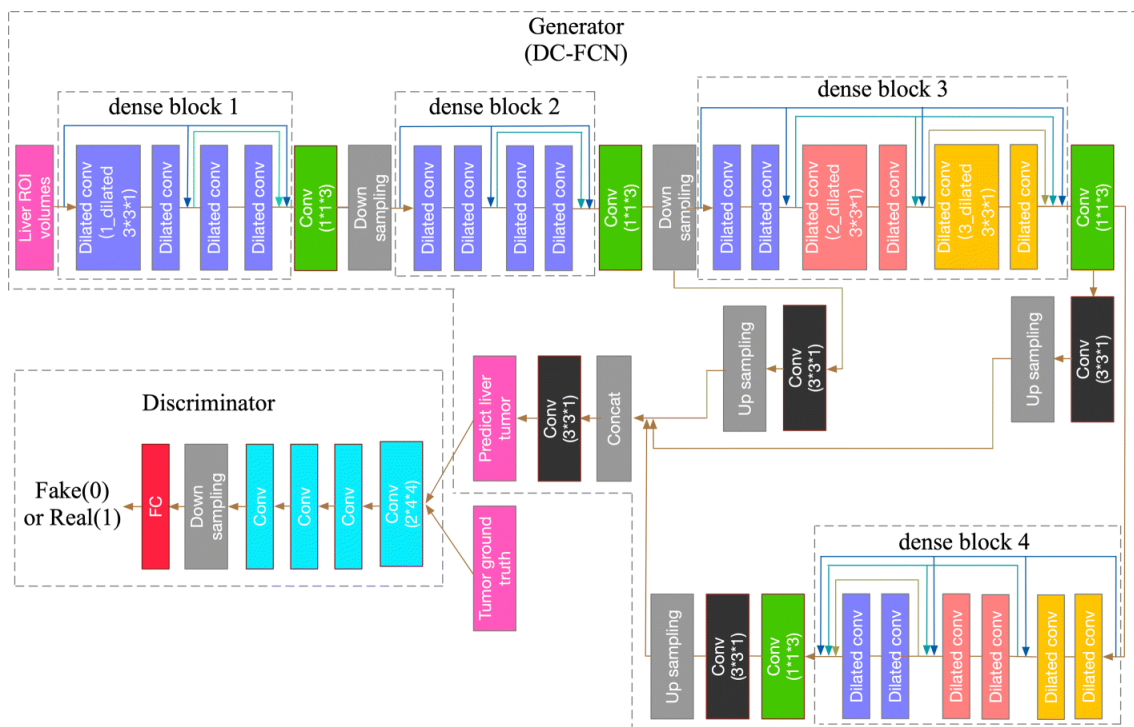 Generator
(DC-FCN)
dense block 1
dense block 2
dense block 3
Liver ROI
volumes
Dilated conv
(1_dilated
3*3*1)
Dilated conv
Dilated conv
Dilated conv
Conv
(1*1*3)
Down
sampling
Dilated conv
Dilated conv
Dilated conv
Dilated conv
Conv
(1*1*3)
Down
sampling
Dilated conv
Dilated conv
Dilated conv
(2_dilated
3*3*1)
Dilated conv
Dilated conv
(3_dilated
3*3*1)
Dilated conv
Conv
(1*1*3)
Up sampling
Conv
(3*3*1)
Up sampling
Conv
(3*3*1)
Predict liver
tumor
Conv
(3*3*1)
Concat
Discriminator
Fake(0)
or Real(1)
FC
Down
sampling
Conv
Conv
Conv
Conv
(2*4*4)
Tumor ground
truth
dense block 4
Up sampling
Conv
(3*3*1)
Conv
(1*1*3)
Dilated conv
Dilated conv
Dilated conv
Dilated conv
Dilated conv
Dilated conv